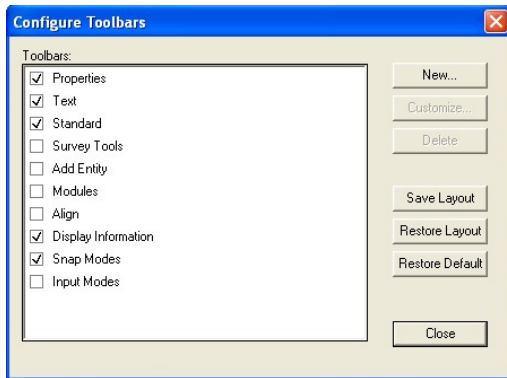 Configure Toolbars
Toolbars:
Properties
Text
Standard
Survey Tools
Add Entity
Modules
Align
Display Information
Snap Modes
Input Modes
New...
Customize...
Delete
Save Layout
Restore Layout
Restore Default
Close